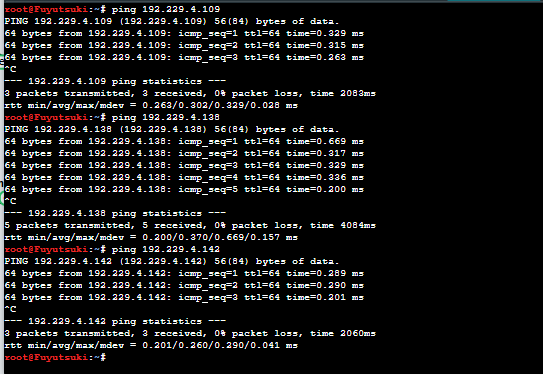 root@Fuyutsuki:~# ping 192.229.4.109
PING 192.229.4.109 (192.229.4.109) 56(84) bytes of data.
64 bytes from 192.229.4.109: icmp_seq=1 ttl=64 time=0.329 ms
64 bytes from 192.229.4.109: icmp_seq=2 ttl=64 time=0.315 ms
64 bytes from 192.229.4.109: icmp_seq=3 ttl=64 time=0.263 ms
^C
--- 192.229.4.109 ping statistics ---
3 packets transmitted, 3 received, 0% packet loss, time 2083ms
rtt min/avg/max/mdev = 0.263/0.302/0.329/0.028 ms
root@Fuyutsuki:~# ping 192.229.4.138
PING 192.229.4.138 (192.229.4.138) 56(84) bytes of data.
64 bytes from 192.229.4.138: icmp_seq=1 ttl=64 time=0.669 ms
64 bytes from 192.229.4.138: icmp_seq=2 ttl=64 time=0.317 ms
64 bytes from 192.229.4.138: icmp_seq=3 ttl=64 time=0.329 ms
64 bytes from 192.229.4.138: icmp_seq=4 ttl=64 time=0.336 ms
64 bytes from 192.229.4.138: icmp_seq=5 ttl=64 time=0.200 ms
^C
--- 192.229.4.138 ping statistics ---
5 packets transmitted, 5 received, 0% packet loss, time 4084ms
rtt min/avg/max/mdev = 0.200/0.370/0.669/0.157 ms
root@Fuyutsuki:~# ping 192.229.4.142
PING 192.229.4.142 (192.229.4.142) 56(84) bytes of data.
64 bytes from 192.229.4.142: icmp_seq=1 ttl=64 time=0.289 ms
64 bytes from 192.229.4.142: icmp_seq=2 ttl=64 time=0.290 ms
64 bytes from 192.229.4.142: icmp_seq=3 ttl=64 time=0.201 ms
^C
--- 192.229.4.142 ping statistics ---
3 packets transmitted, 3 received, 0% packet loss, time 2060ms
rtt min/avg/max/mdev = 0.201/0.260/0.290/0.041 ms
root@Fuyutsuki:~#